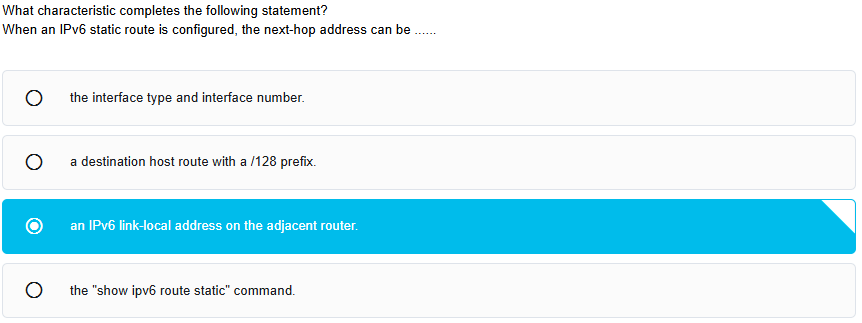 What characteristic completes the following statement?
When an IPv6 static route is configured, the next-hop address can be ......
the interface type and interface number.
a destination host route with a /128 prefix.
an IPv6 link-local address on the adjacent router.
the "show ipv6 route static" command.